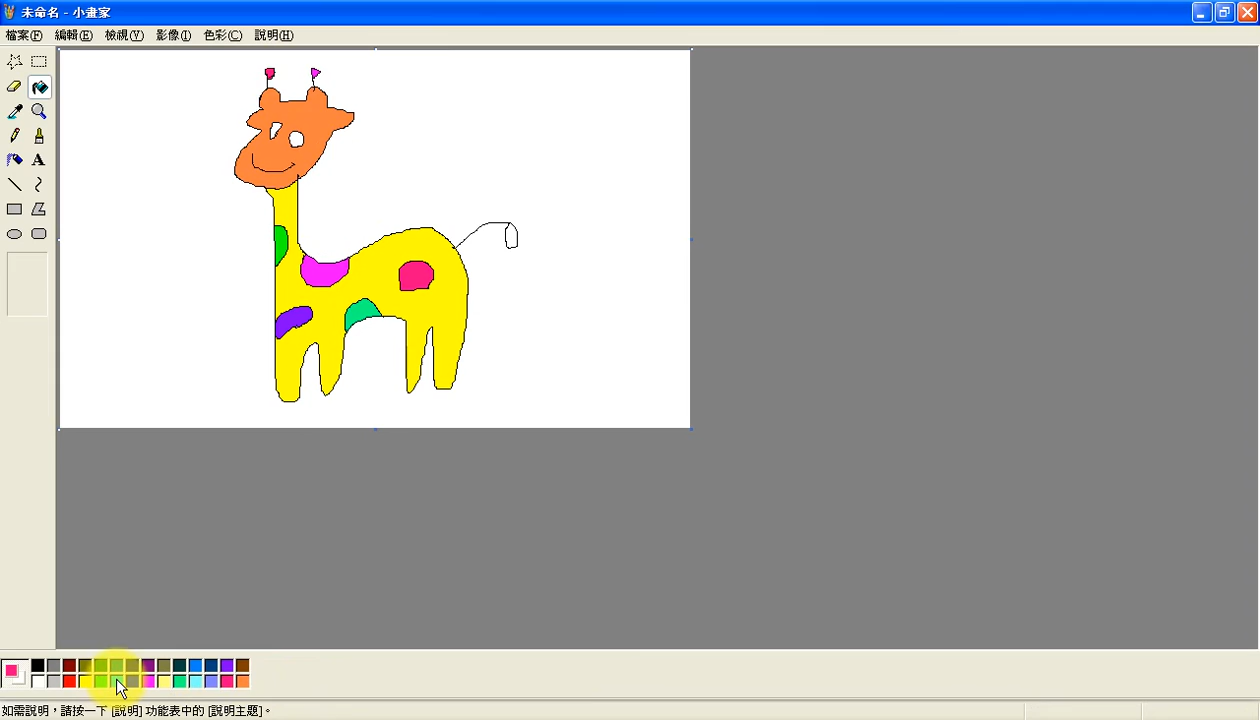 未命名 - 小畫家
檔案(F) 編輯(E) 檢視(V) 影像(I) 色彩(C) 說明(H)
A
如需說明，請按一下 [說明] 功能表中的 [說明主題]。